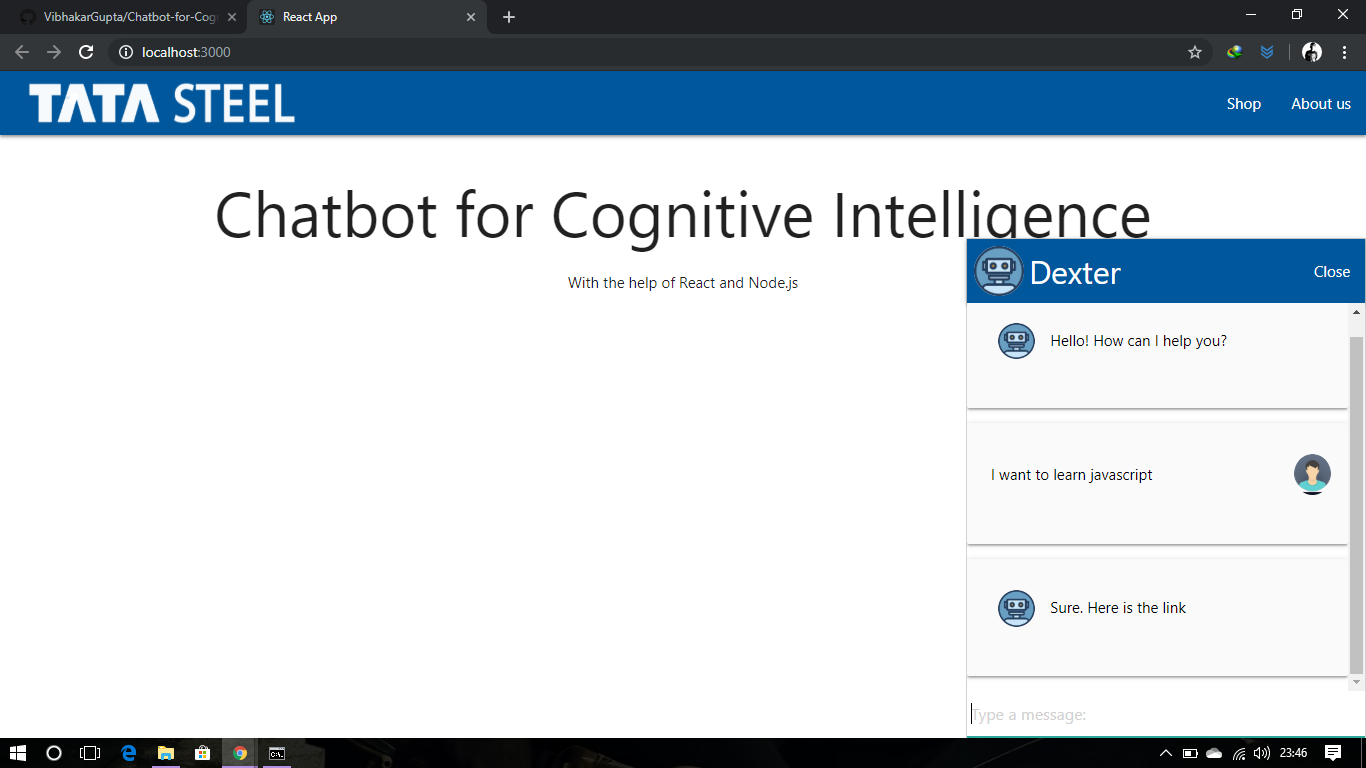 VibhakarGupta/Chatbot-for-Cog
React App
localhost:3000
TATA STEEL
Shop
About us
Chatbot for Cognitive Intelligence
With the help of React and Node.js
Dexter
Close
Hello! How can I help you?
I want to learn javascript
Sure. Here is the link
Type a message:
23:46